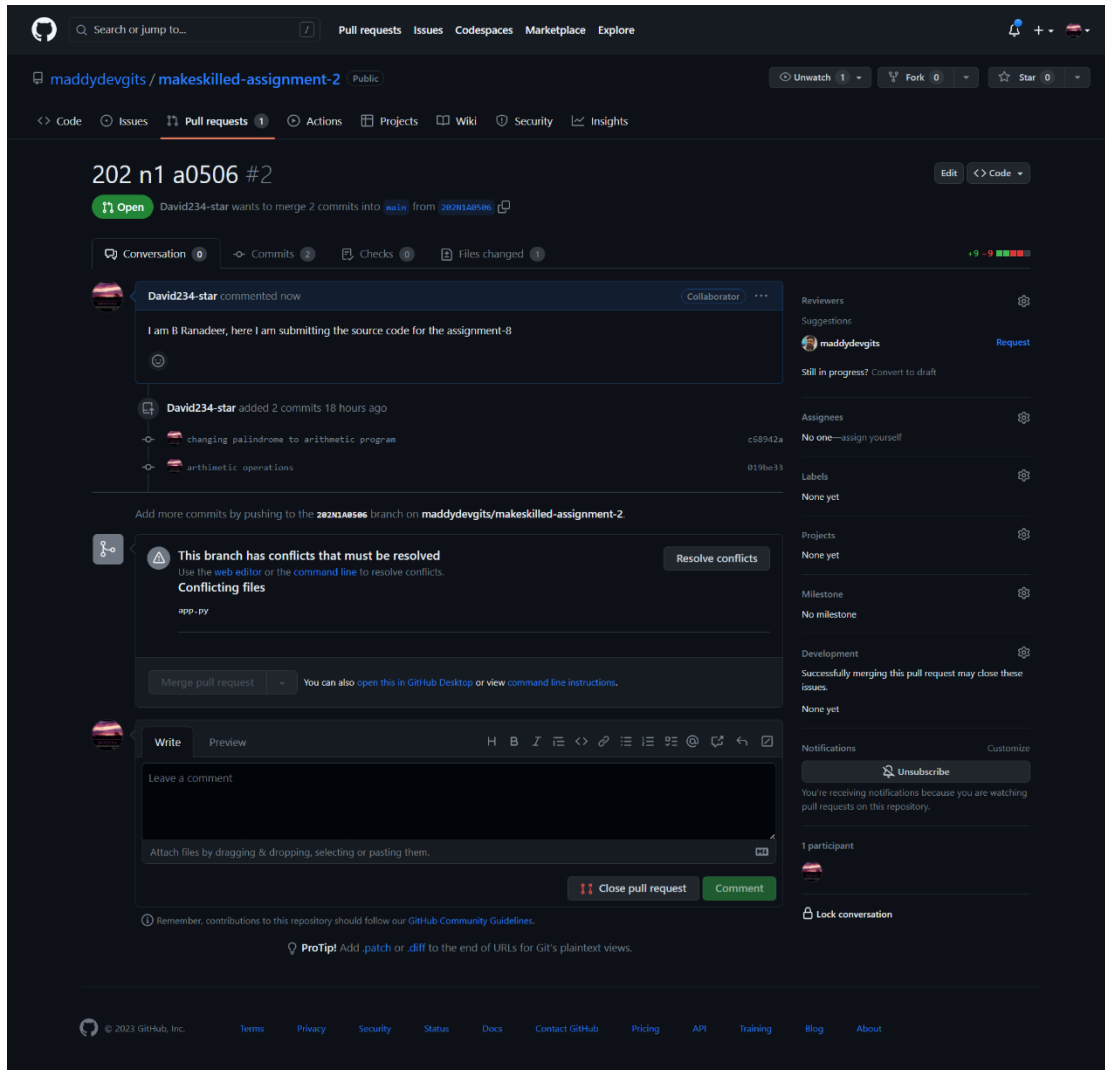 Search or jump to... / Pull requests Issues Codespaces Marketplace Explore
maddydevgits / makeskilled-assignment-2 Public Unwatch 1 Fork 0 Star 0
Code Issues Pull requests 1 Actions Projects Wiki Security Insights
202 n1 a0506 #2 Edit <> Code
Open David234-star wants to merge 2 commits into main from 202N1A0506
Conversation 0 Commits 2 Checks 0 Files changed 1 +9 −9
David234-star commented now Collaborator ...
I am B Ranadeer, here I am submitting the source code for the assignment-8
David234-star added 2 commits 18 hours ago
changing palindrome to arithmetic program c68942a
arthimetic operations 019be33
Add more commits by pushing to the 202N1A0506 branch on maddydevgits/makeskilled-assignment-2.
This branch has conflicts that must be resolved Resolve conflicts
Use the web editor or the command line to resolve conflicts.
Conflicting files
app.py
Merge pull request You can also open this in GitHub Desktop or view command line instructions.
Write Preview H B I <> @
Leave a comment
Attach files by dragging & dropping, selecting or pasting them.
Close pull request Comment
Remember, contributions to this repository should follow our GitHub Community Guidelines.
ProTip! Add .patch or .diff to the end of URLs for Git's plaintext views.
Reviewers
Suggestions
maddydevgits Request
Still in progress? Convert to draft
Assignees
No one—assign yourself
Labels
None yet
Projects
None yet
Milestone
No milestone
Development
Successfully merging this pull request may close these
issues.
None yet
Notifications Customize
Unsubscribe
You're receiving notifications because you are watching
pull requests on this repository.
1 participant
Lock conversation
© 2023 GitHub, Inc. Terms Privacy Security Status Docs Contact GitHub Pricing API Training Blog About